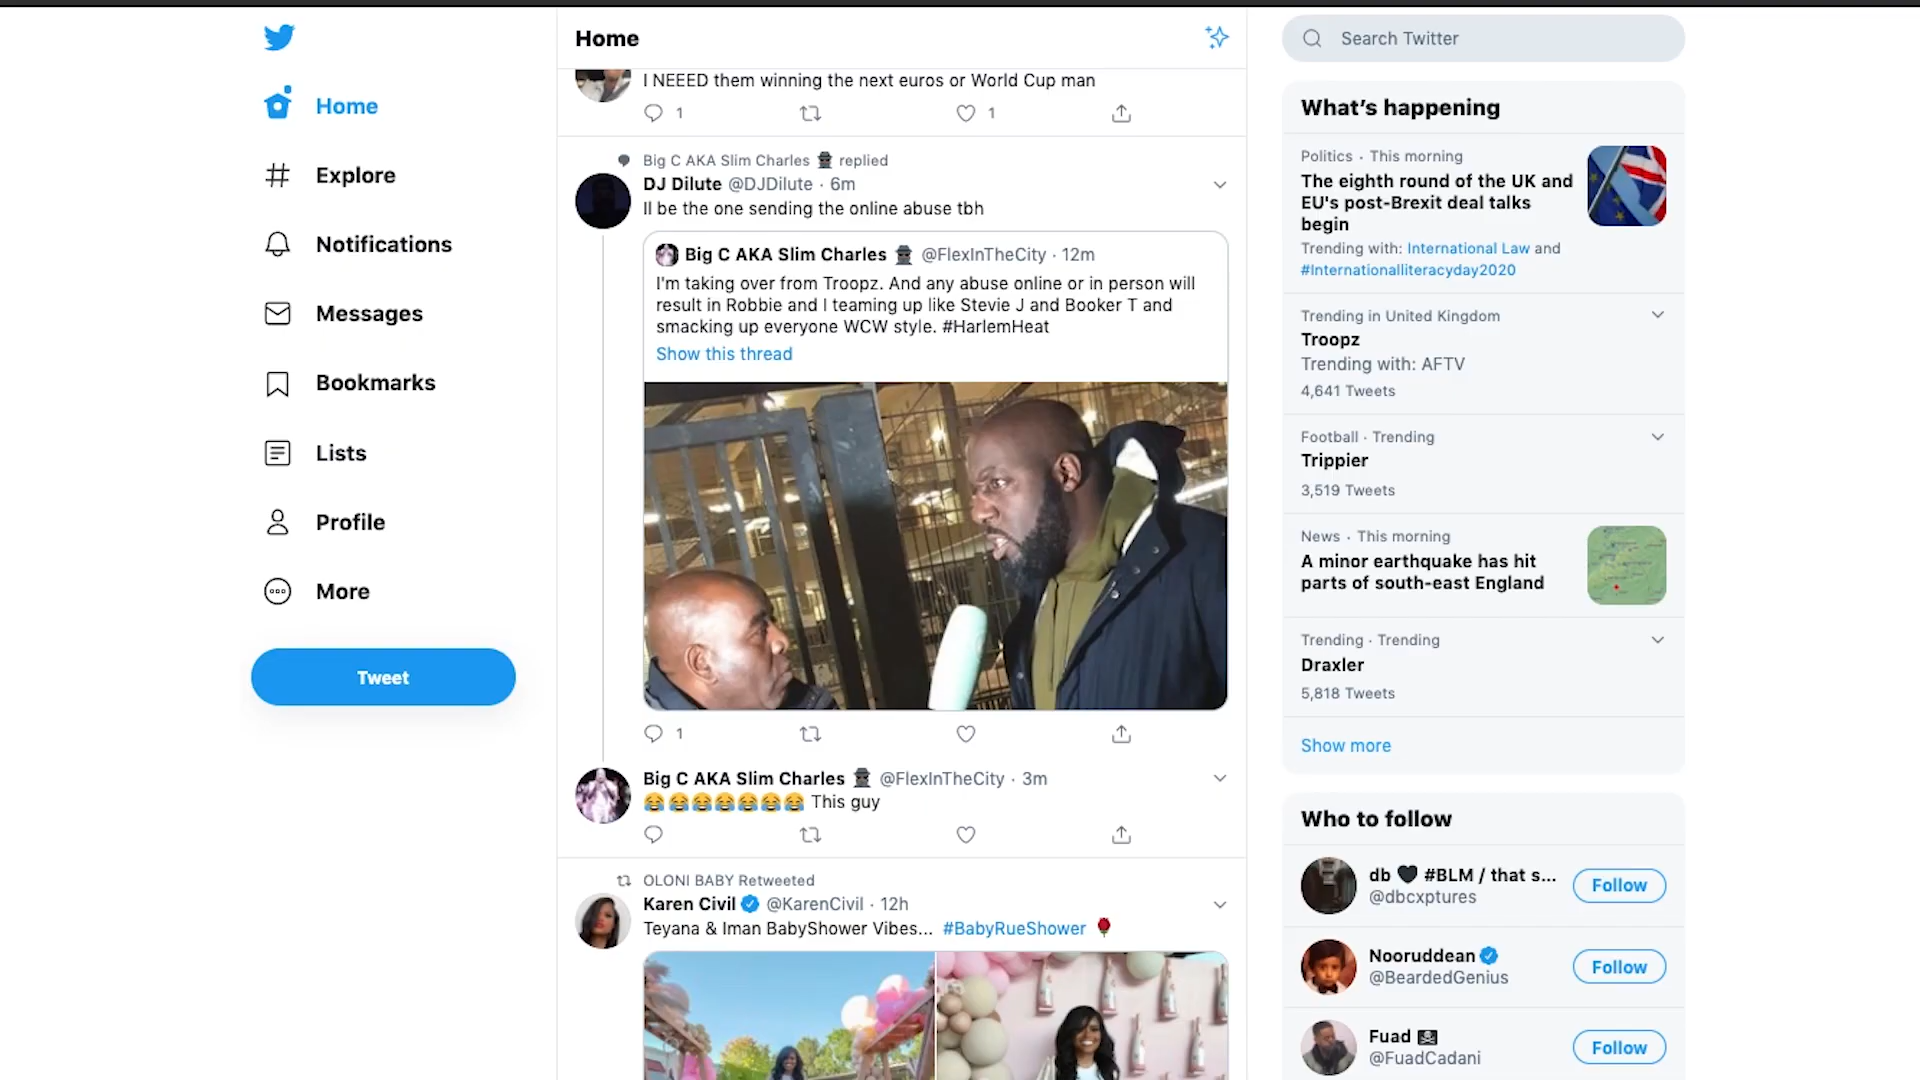 Home
Explore
Notifications
Messages
Bookmarks
Lists
Profile
More
Tweet
Home
I NEEED them winning the next euros or World Cup man
1
1
Big C AKA Slim Charles replied
DJ Dilute @DJDilute · 6m
ll be the one sending the online abuse tbh
Big C AKA Slim Charles @FlexInTheCity · 12m
I'm taking over from Troopz. And any abuse online or in person will
result in Robbie and I teaming up like Stevie J and Booker T and
smacking up everyone WCW style. #HarlemHeat
Show this thread
1
Big C AKA Slim Charles @FlexInTheCity · 3m
😂😂😂😂😂😂😂 This guy
OLONI BABY Retweeted
Karen Civil @KarenCivil · 12h
Teyana & Iman BabyShower Vibes... #BabyRueShower 🌹
Search Twitter
What's happening
Politics · This morning
The eighth round of the UK and
EU's post-Brexit deal talks
begin
Trending with: International Law and
#Internationalliteracyday2020
Trending in United Kingdom
Troopz
Trending with: AFTV
4,641 Tweets
Football · Trending
Trippier
3,519 Tweets
News · This morning
A minor earthquake has hit
parts of south-east England
Trending · Trending
Draxler
5,818 Tweets
Show more
Who to follow
db 🖤 #BLM / that s...
@dbcxptures
Follow
Nooruddean
@BeardedGenius
Follow
Fuad
@FuadCadani
Follow